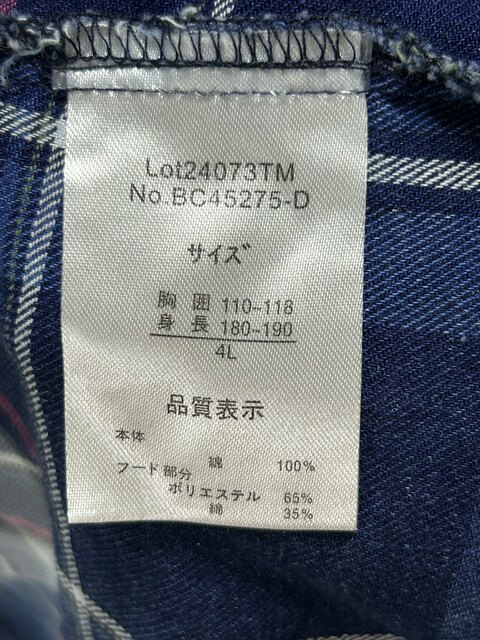 Lot24073TM
No.BC45275-D
サイズ
胸 囲 110~118
身 長 180~190
4L
品質表示
本体
綿 100%
フード部分
ポリエステル 65%
綿 35%